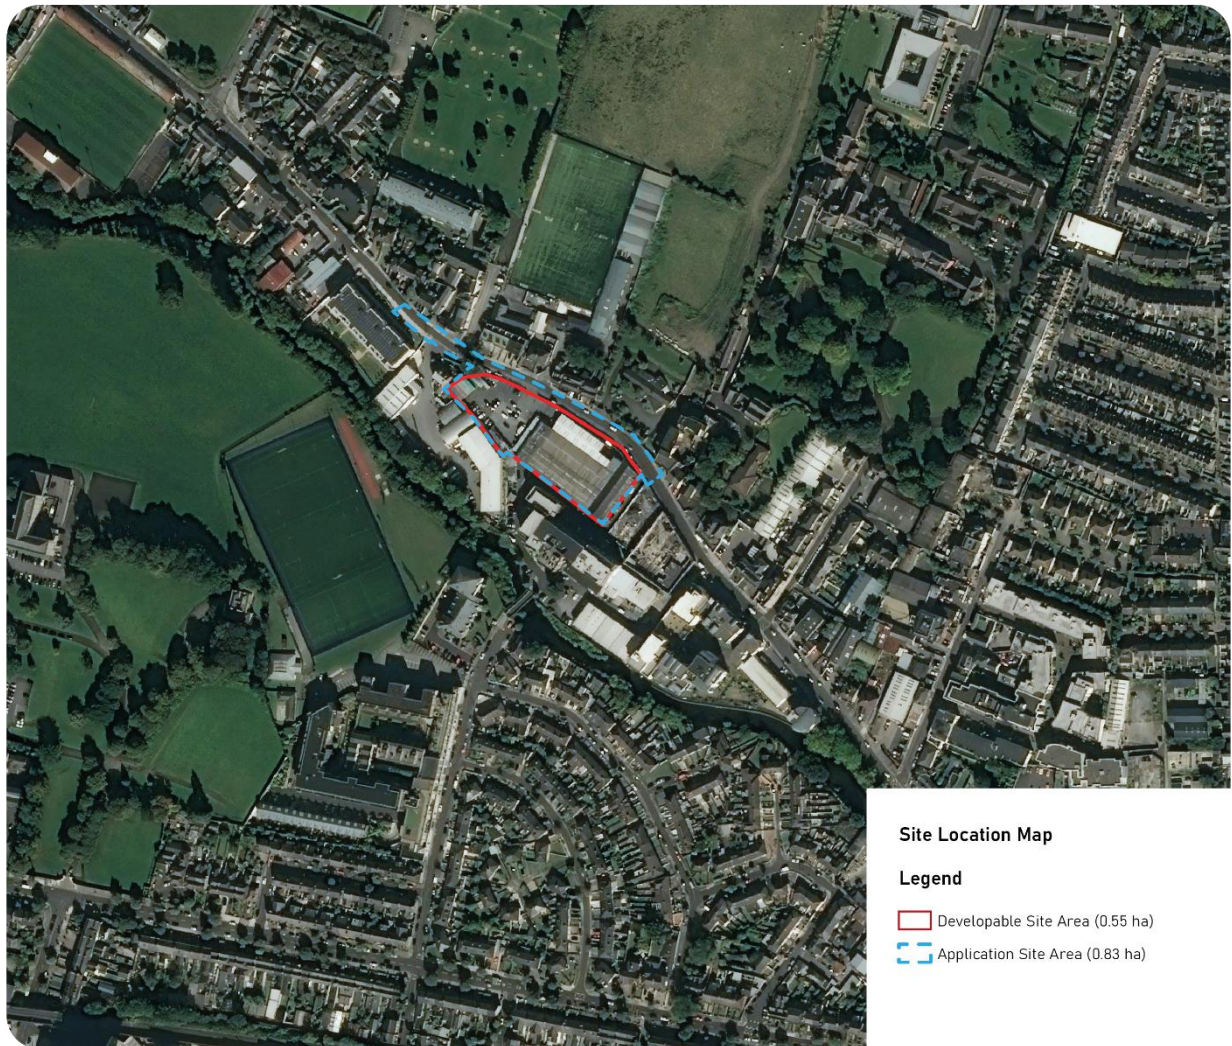 Site Location Map
Legend
Developable Site Area (0.55 ha)
Application Site Area (0.83 ha)